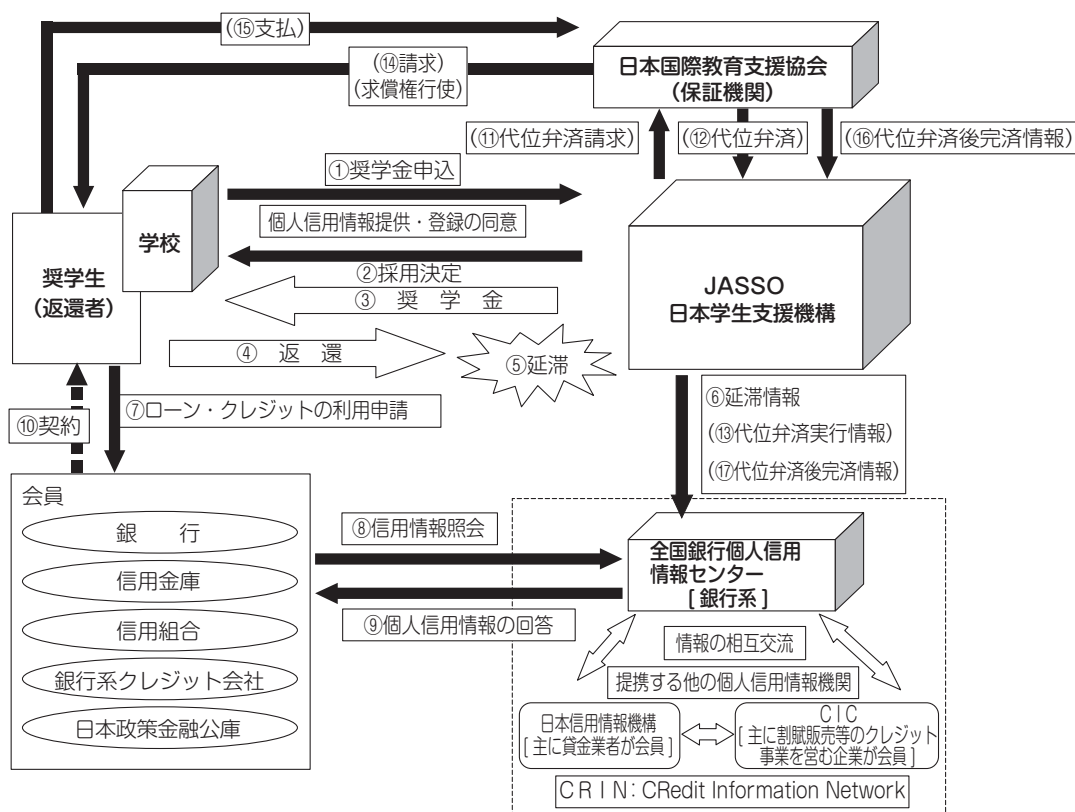 (⑮支払)
(⑭請求)
(求償権行使)
日本国際教育支援協会
(保証機関)
(⑪代位弁済請求)
(⑫代位弁済)
(⑯代位弁済後完済情報)
①奨学金申込
個人信用情報提供・登録の同意
学校
奨学生
(返還者)
②採用決定
③ 奨 学 金
JASSO
日本学生支援機構
④ 返 還
⑤延滞
⑥延滞情報
(⑬代位弁済実行情報)
(⑰代位弁済後完済情報)
⑦ローン・クレジットの利用申請
⑩契約
会員
銀 行
信用金庫
信用組合
銀行系クレジット会社
日本政策金融公庫
⑧信用情報照会
⑨個人信用情報の回答
全国銀行個人信用
情報センター
[ 銀行系 ]
情報の相互交流
提携する他の個人信用情報機関
日本信用情報機構
[ 主に貸金業者が会員 ]
C I C
[ 主に割賦販売等のクレジット
事業を営む企業が会員 ]
C R I N : CRedit Information Network